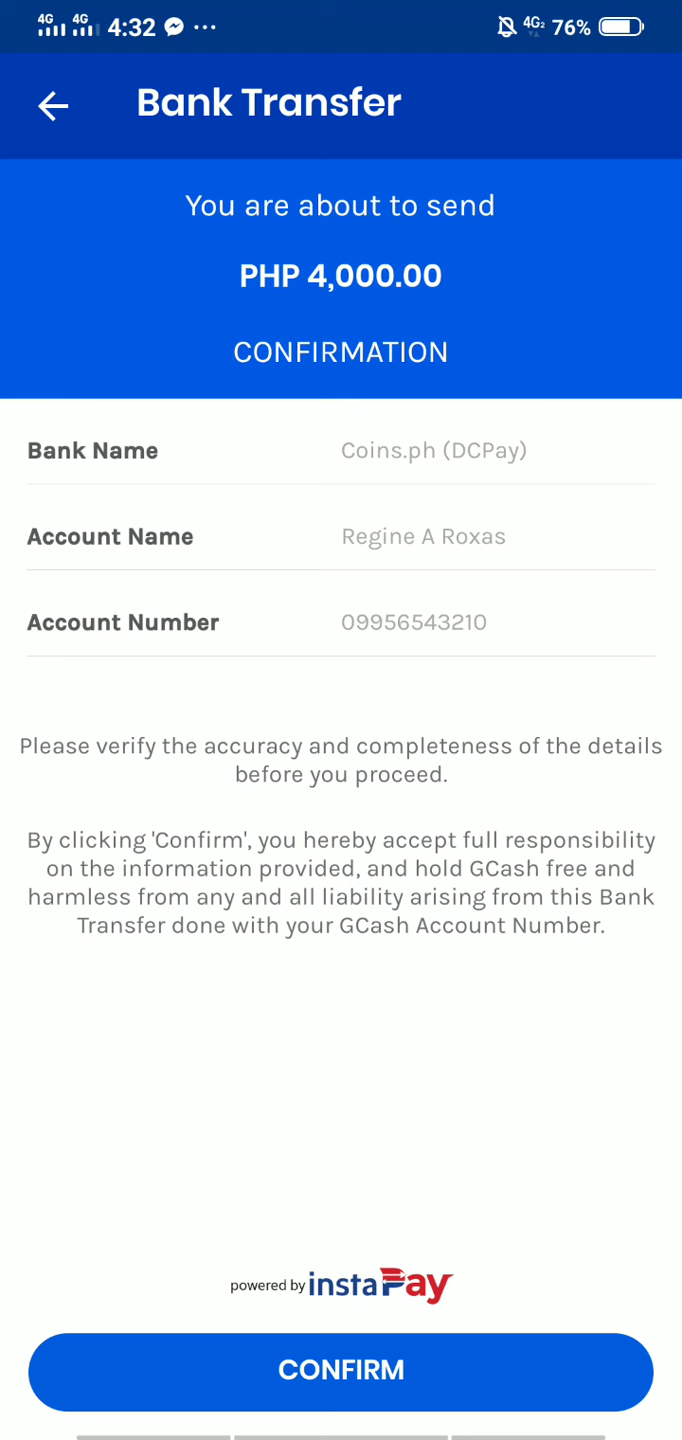 4G 4G 4:32 ... 4G2 76%
Bank Transfer
You are about to send
PHP 4,000.00
CONFIRMATION
Bank Name Coins.ph (DCPay)
Account Name Regine A Roxas
Account Number 09956543210
Please verify the accuracy and completeness of the details
before you proceed.
By clicking 'Confirm', you hereby accept full responsibility
on the information provided, and hold GCash free and
harmless from any and all liability arising from this Bank
Transfer done with your GCash Account Number.
powered by instaPay
CONFIRM